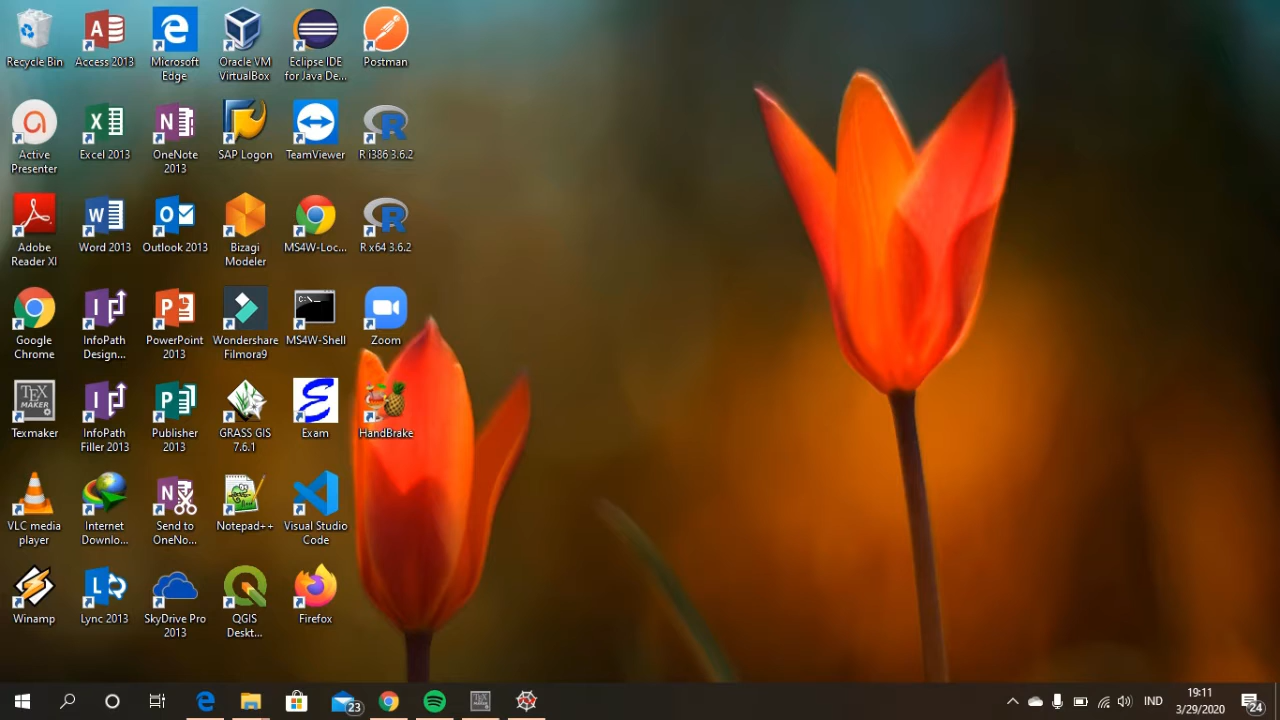 Recycle Bin
Access 2013
Microsoft
Edge
Oracle VM
VirtualBox
Eclipse IDE
for Java De...
Postman
Active
Presenter
Excel 2013
OneNote
2013
SAP Logon
TeamViewer
R i386 3.6.2
Adobe
Reader XI
Word 2013
Outlook 2013
Bizagi
Modeler
MS4W-Loc...
R x64 3.6.2
Google
Chrome
InfoPath
Design...
PowerPoint
2013
Wondershare
Filmora9
C:\_
MS4W-Shell
Zoom
TEX
MAKER
Texmaker
InfoPath
Filler 2013
Publisher
2013
GRASS GIS
7.6.1
Exam
HandBrake
VLC media
player
Internet
Downlo...
Send to
OneNo...
Notepad++
Visual Studio
Code
Winamp
Lync 2013
SkyDrive Pro
2013
QGIS
Deskt...
Firefox
23
TEX
MAKER
IND
19:11
3/29/2020
24